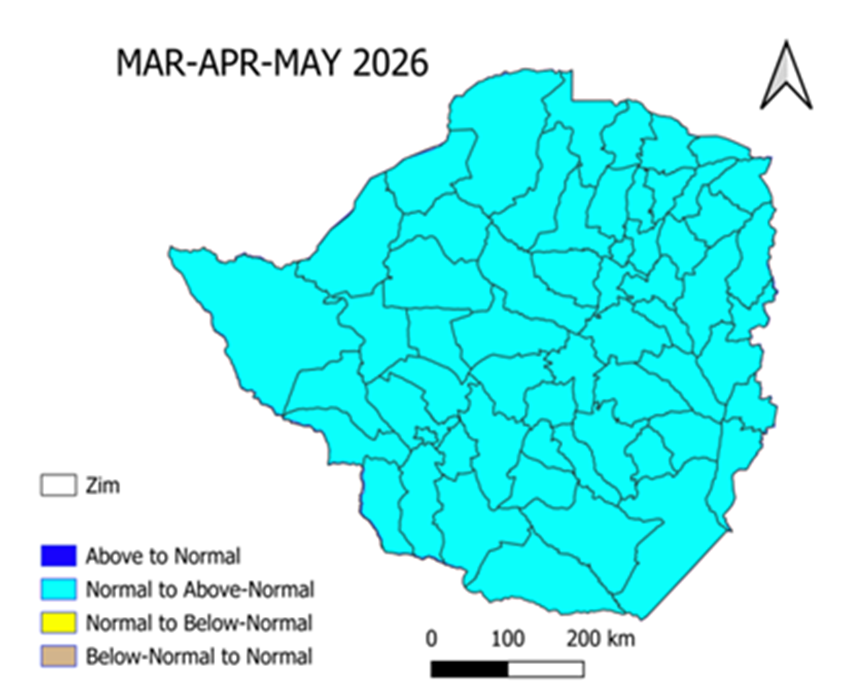 MAR-APR-MAY 2026
Zim
Above to Normal
Normal to Above-Normal
Normal to Below-Normal
Below-Normal to Normal
0 100 200 km